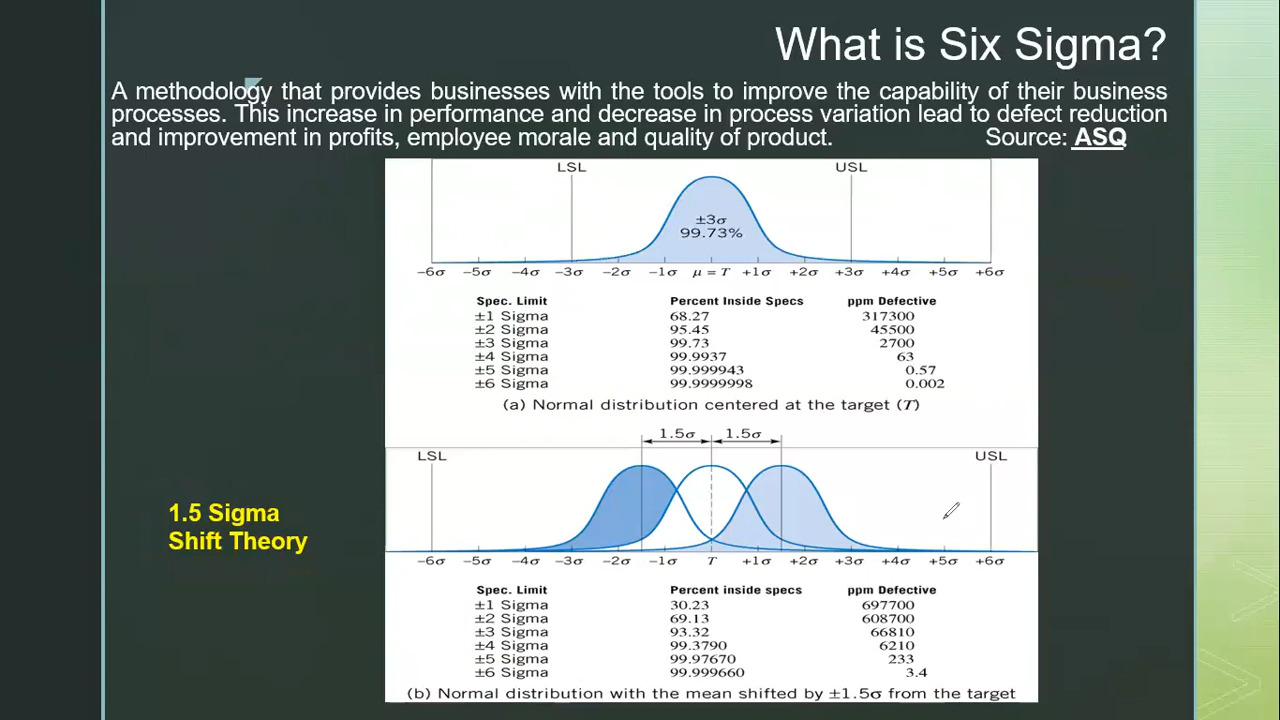 What is Six Sigma?
A methodology that provides businesses with the tools to improve the capability of their business
processes. This increase in performance and decrease in process variation lead to defect reduction
and improvement in profits, employee morale and quality of product. Source: ASQ
LSL USL
±3σ
99.73%
−6σ −5σ −4σ −3σ −2σ −1σ μ = T +1σ +2σ +3σ +4σ +5σ +6σ
Spec. Limit Percent Inside Specs ppm Defective
±1 Sigma 68.27 317300
±2 Sigma 95.45 45500
±3 Sigma 99.73 2700
±4 Sigma 99.9937 63
±5 Sigma 99.999943 0.57
±6 Sigma 99.9999998 0.002
(a) Normal distribution centered at the target (T)
1.5σ 1.5σ
LSL USL
1.5 Sigma
Shift Theory
−6σ −5σ −4σ −3σ −2σ −1σ T +1σ +2σ +3σ +4σ +5σ +6σ
Spec. Limit Percent inside specs ppm Defective
±1 Sigma 30.23 697700
±2 Sigma 69.13 608700
±3 Sigma 93.32 66810
±4 Sigma 99.3790 6210
±5 Sigma 99.97670 233
±6 Sigma 99.999660 3.4
(b) Normal distribution with the mean shifted by ±1.5σ from the target